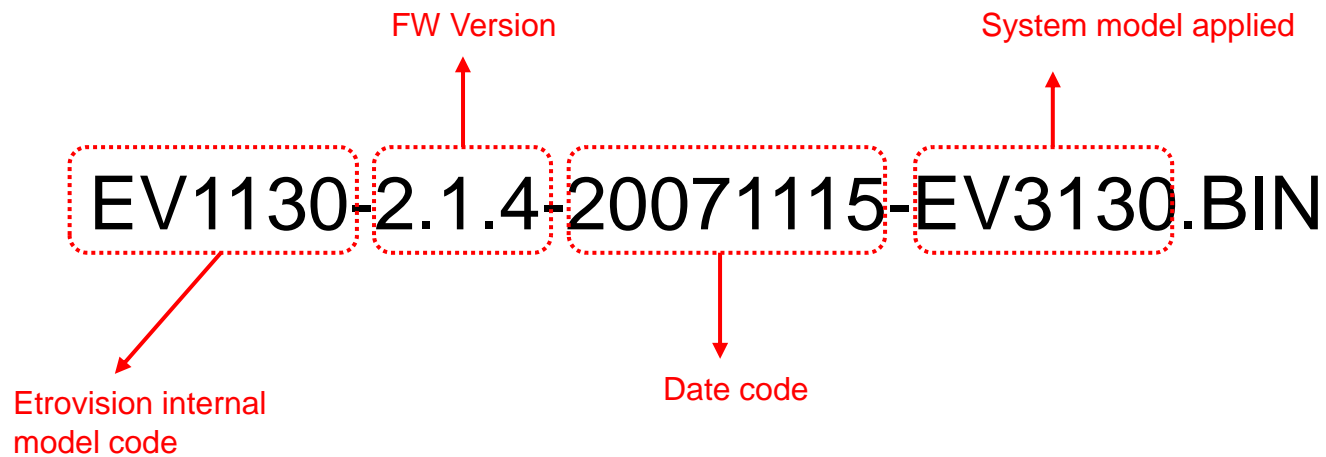 FW Version
System model applied
EV1130-2.1.4-20071115-EV3130.BIN
Etrovision internal
model code
Date code